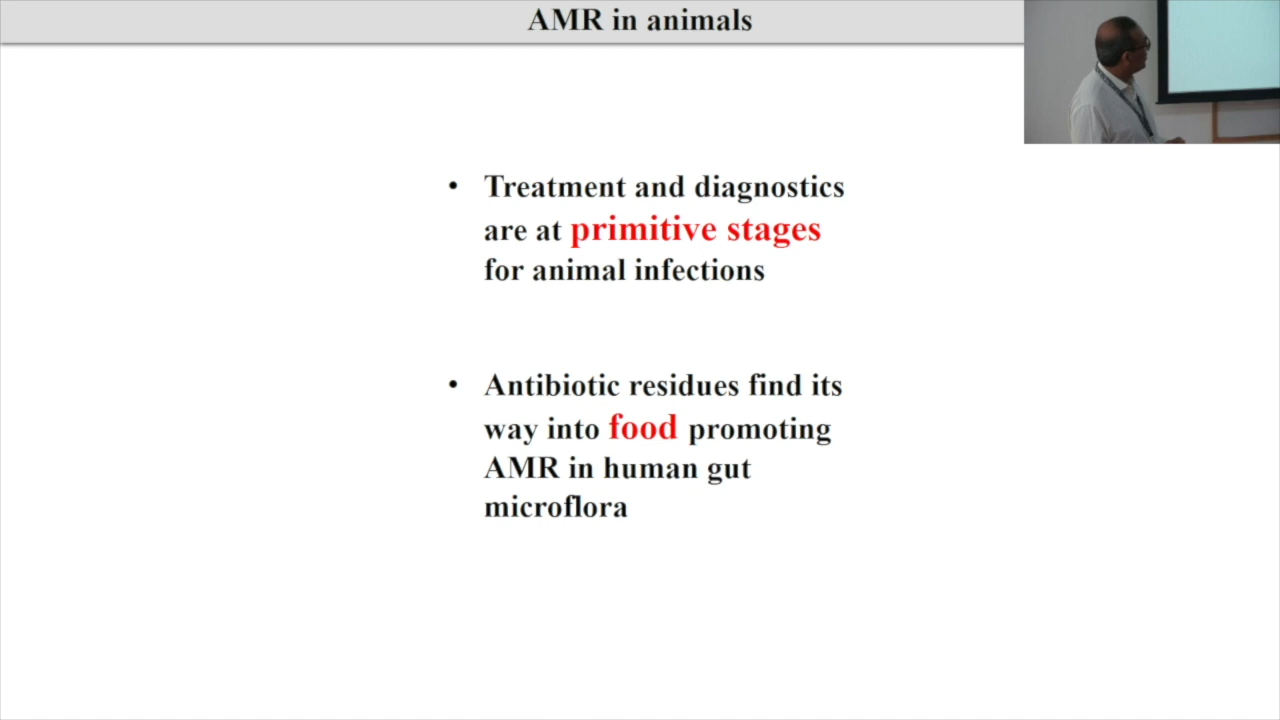 AMR in animals
• Treatment and diagnostics
are at primitive stages
for animal infections
• Antibiotic residues find its
way into food promoting
AMR in human gut
microflora